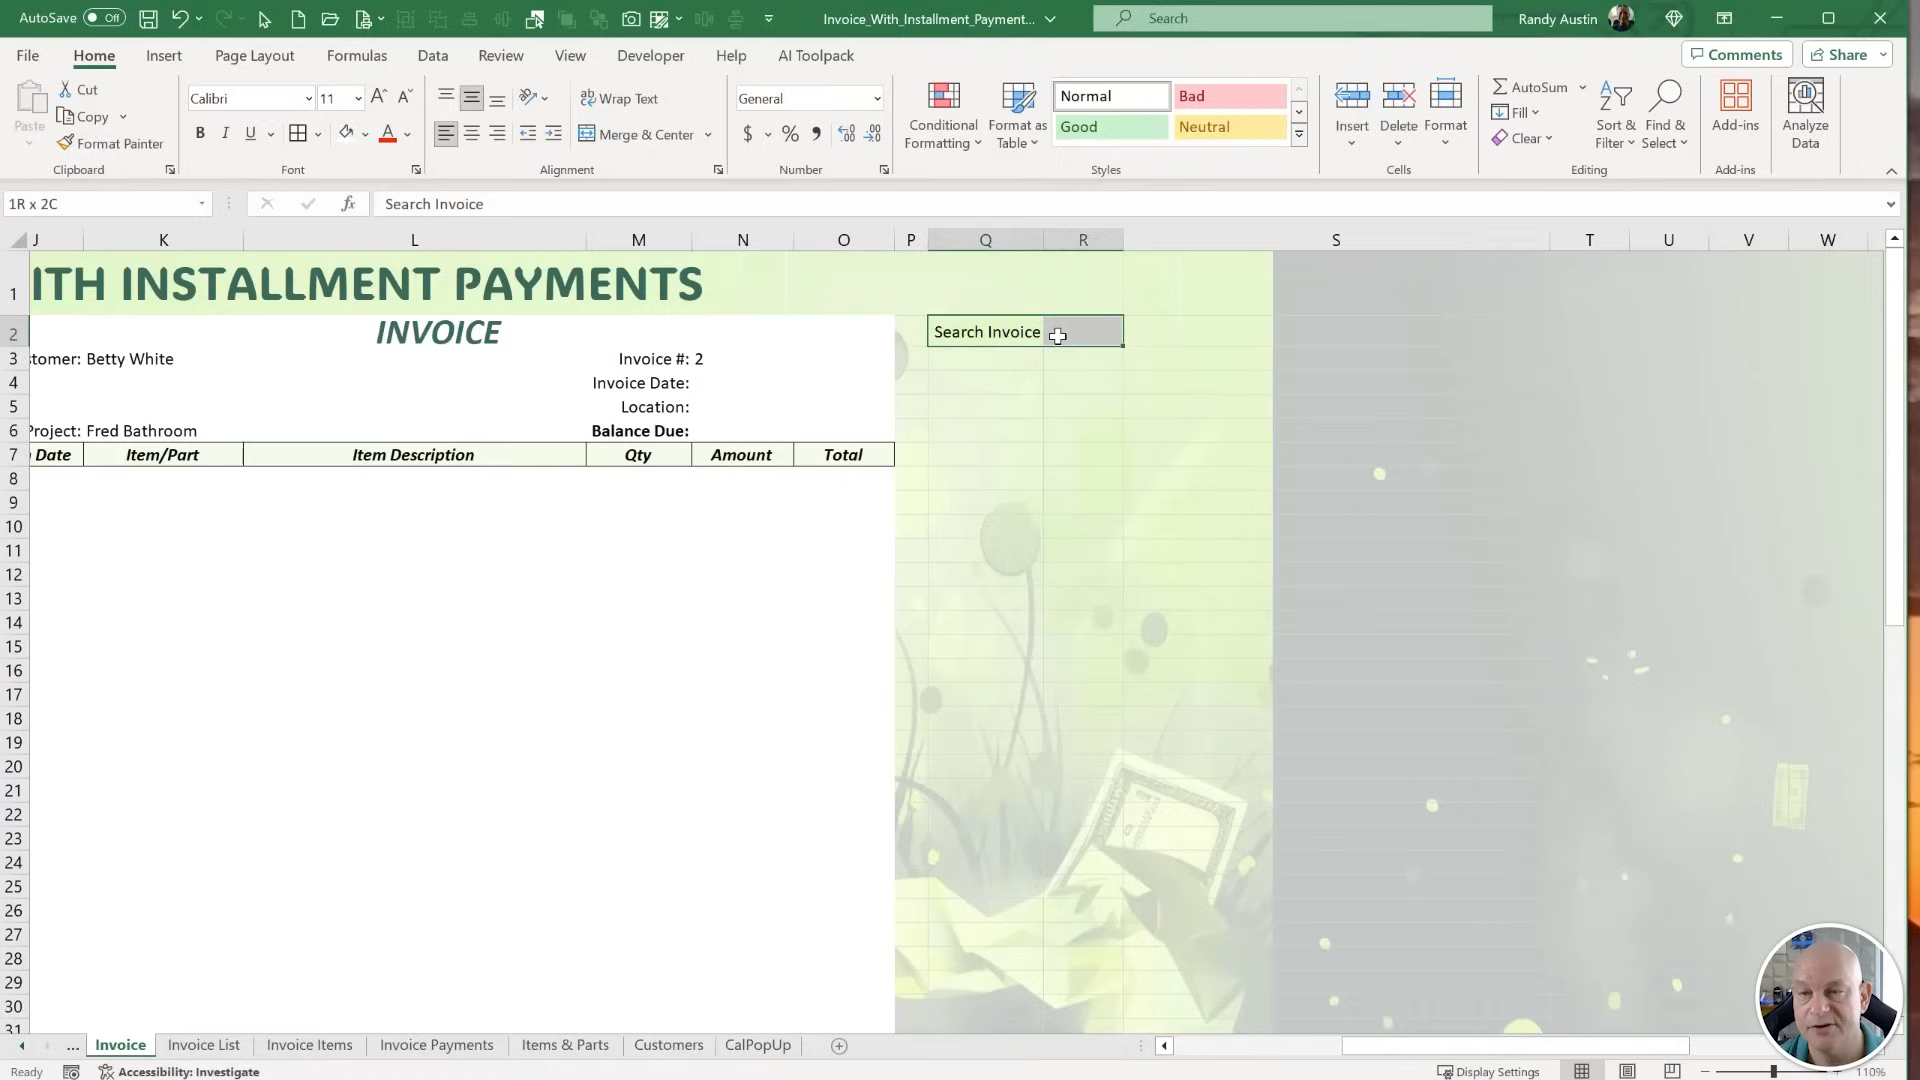 AutoSave Off Invoice_With_Installment_Payment... Search Randy Austin
File Home Insert Page Layout Formulas Data Review View Developer Help AI Toolpack Comments Share
Paste Cut Copy Format Painter Clipboard
Calibri 11 B I U A Font
Wrap Text Merge & Center Alignment
General $ % Number
Conditional Formatting Format as Table Normal Bad Good Neutral Styles
Insert Delete Format Cells
AutoSum Fill Clear Sort & Filter Find & Select Editing
Add-ins Add-ins
Analyze Data
1R x 2C fx Search Invoice
J K L M N O P Q R S T U V W
1 ITH INSTALLMENT PAYMENTS
2 INVOICE Search Invoice
3 stomer: Betty White Invoice #: 2
4 Invoice Date:
5 Location:
6 Project: Fred Bathroom Balance Due:
7 Date Item/Part Item Description Qty Amount Total
8
9
10
11
12
13
14
15
16
17
18
19
20
21
22
23
24
25
26
27
28
29
30
31
... Invoice Invoice List Invoice Items Invoice Payments Items & Parts Customers CalPopUp
Ready Accessibility: Investigate Display Settings 110%